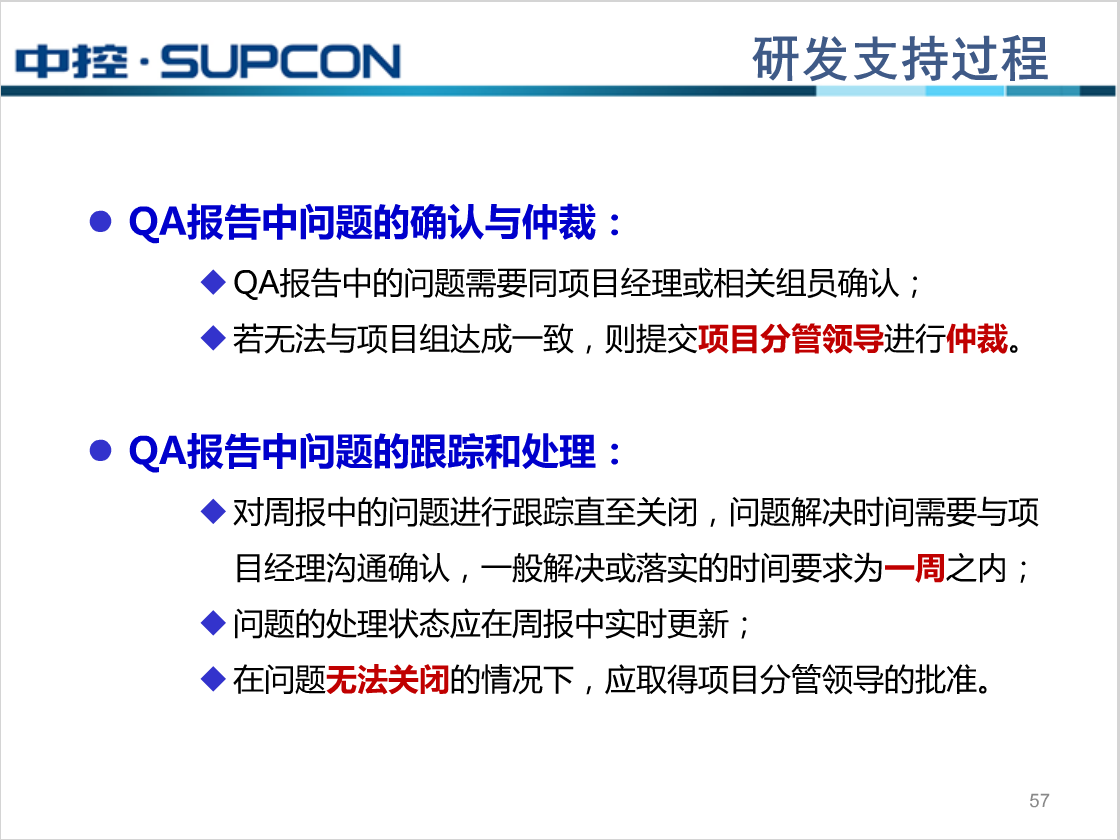 中控·SUPCON
研发支持过程
QA报告中问题的确认与仲裁：
QA报告中的问题需要同项目经理或相关组员确认；
若无法与项目组达成一致，则提交项目分管领导进行仲裁。
QA报告中问题的跟踪和处理：
对周报中的问题进行跟踪直至关闭，问题解决时间需要与项
目经理沟通确认，一般解决或落实的时间要求为一周之内；
问题的处理状态应在周报中实时更新；
在问题无法关闭的情况下，应取得项目分管领导的批准。
57